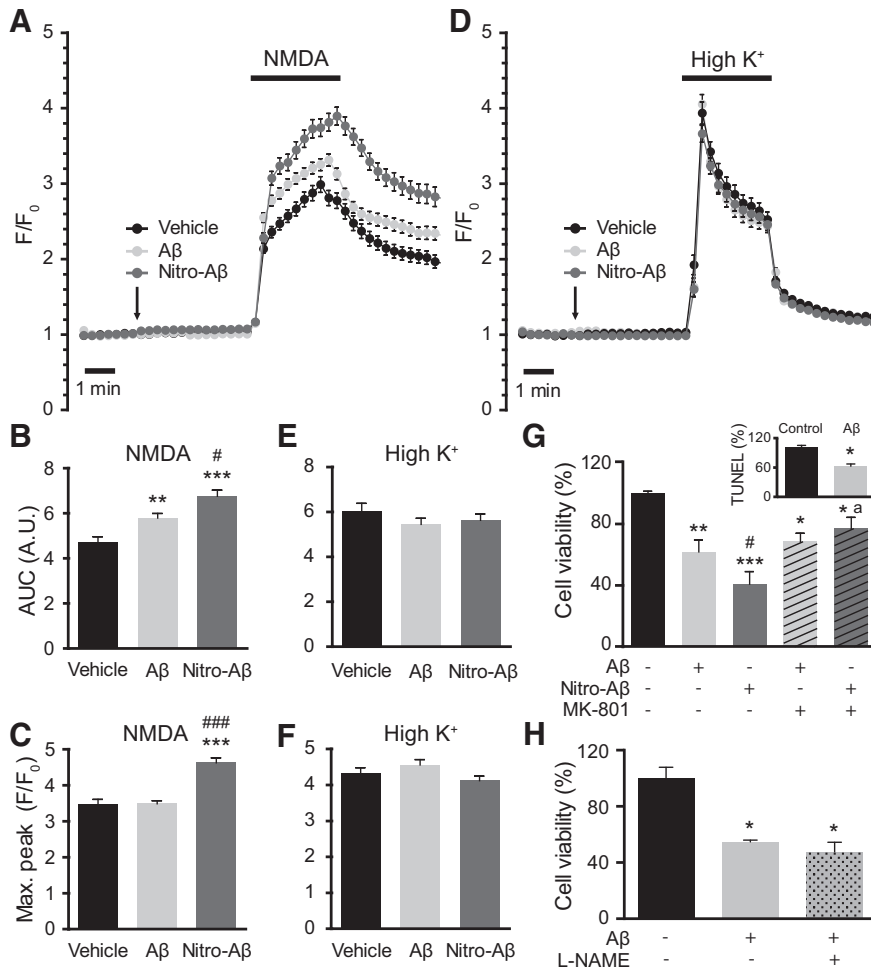 A
5
4
3
2
1
0
F/F0
NMDA
Vehicle
Aβ
Nitro-Aβ
1 min
D
5
4
3
2
1
0
F/F0
High K+
Vehicle
Aβ
Nitro-Aβ
1 min
B
NMDA
AUC (A.U.)
8
6
4
2
0
**
#
***
Vehicle Aβ Nitro-Aβ
E
High K+
8
6
4
2
0
Vehicle Aβ Nitro-Aβ
G
Cell viability (%)
120
80
40
0
**
#
***
*
* a
TUNEL (%)
120
60
0
Control Aβ
*
Aβ - + - + -
Nitro-Aβ - - + - +
MK-801 - - - + +
C
NMDA
Max. peak (F/F0)
5
4
3
2
1
0
###
***
Vehicle Aβ Nitro-Aβ
F
High K+
5
4
3
2
1
0
Vehicle Aβ Nitro-Aβ
H
Cell viability (%)
120
80
40
0
*
*
Aβ - + +
L-NAME - - +